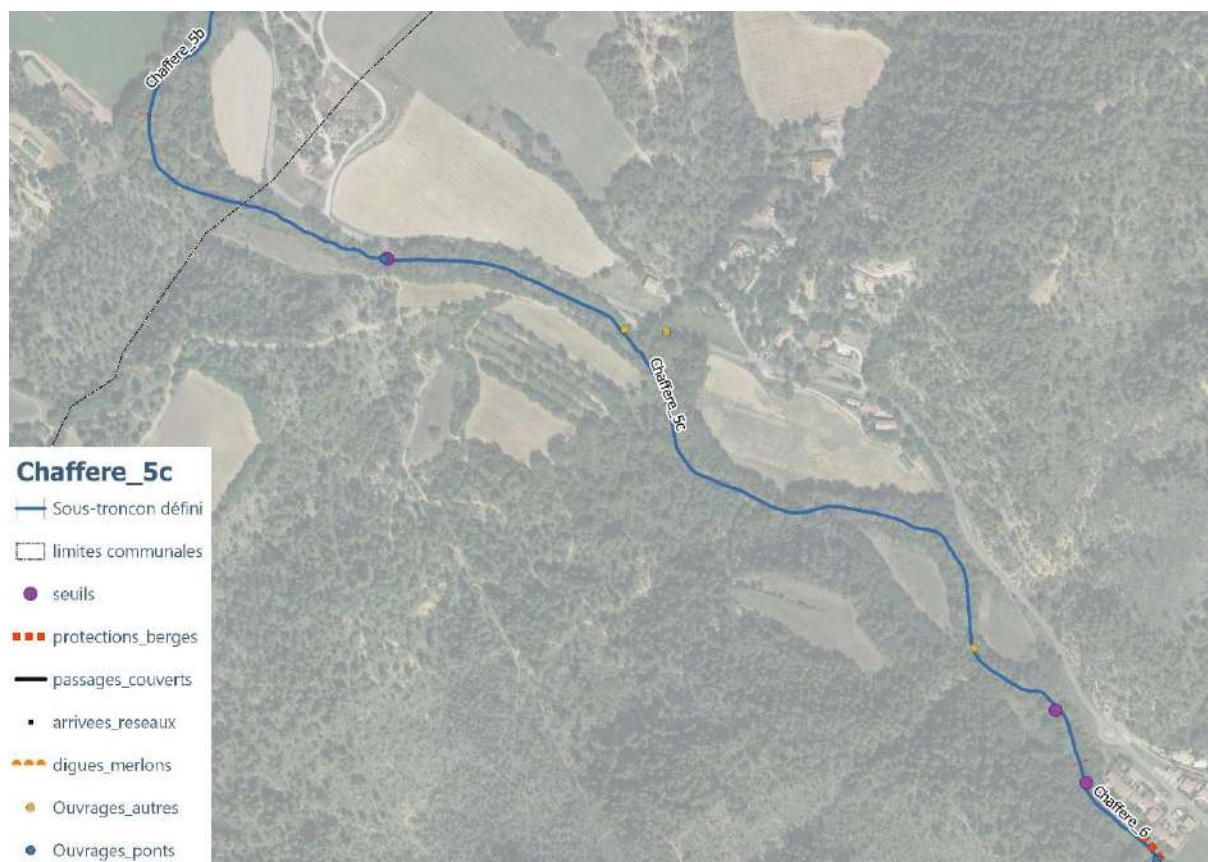 Chaffere_5b
Chaffere_5c
Chaffere_6
Chaffere_5c
Sous-troncon défini
limites communales
seuils
protections_berges
passages_couverts
arrivees_reseaux
digues_merlons
Ouvrages_autres
Ouvrages_ponts